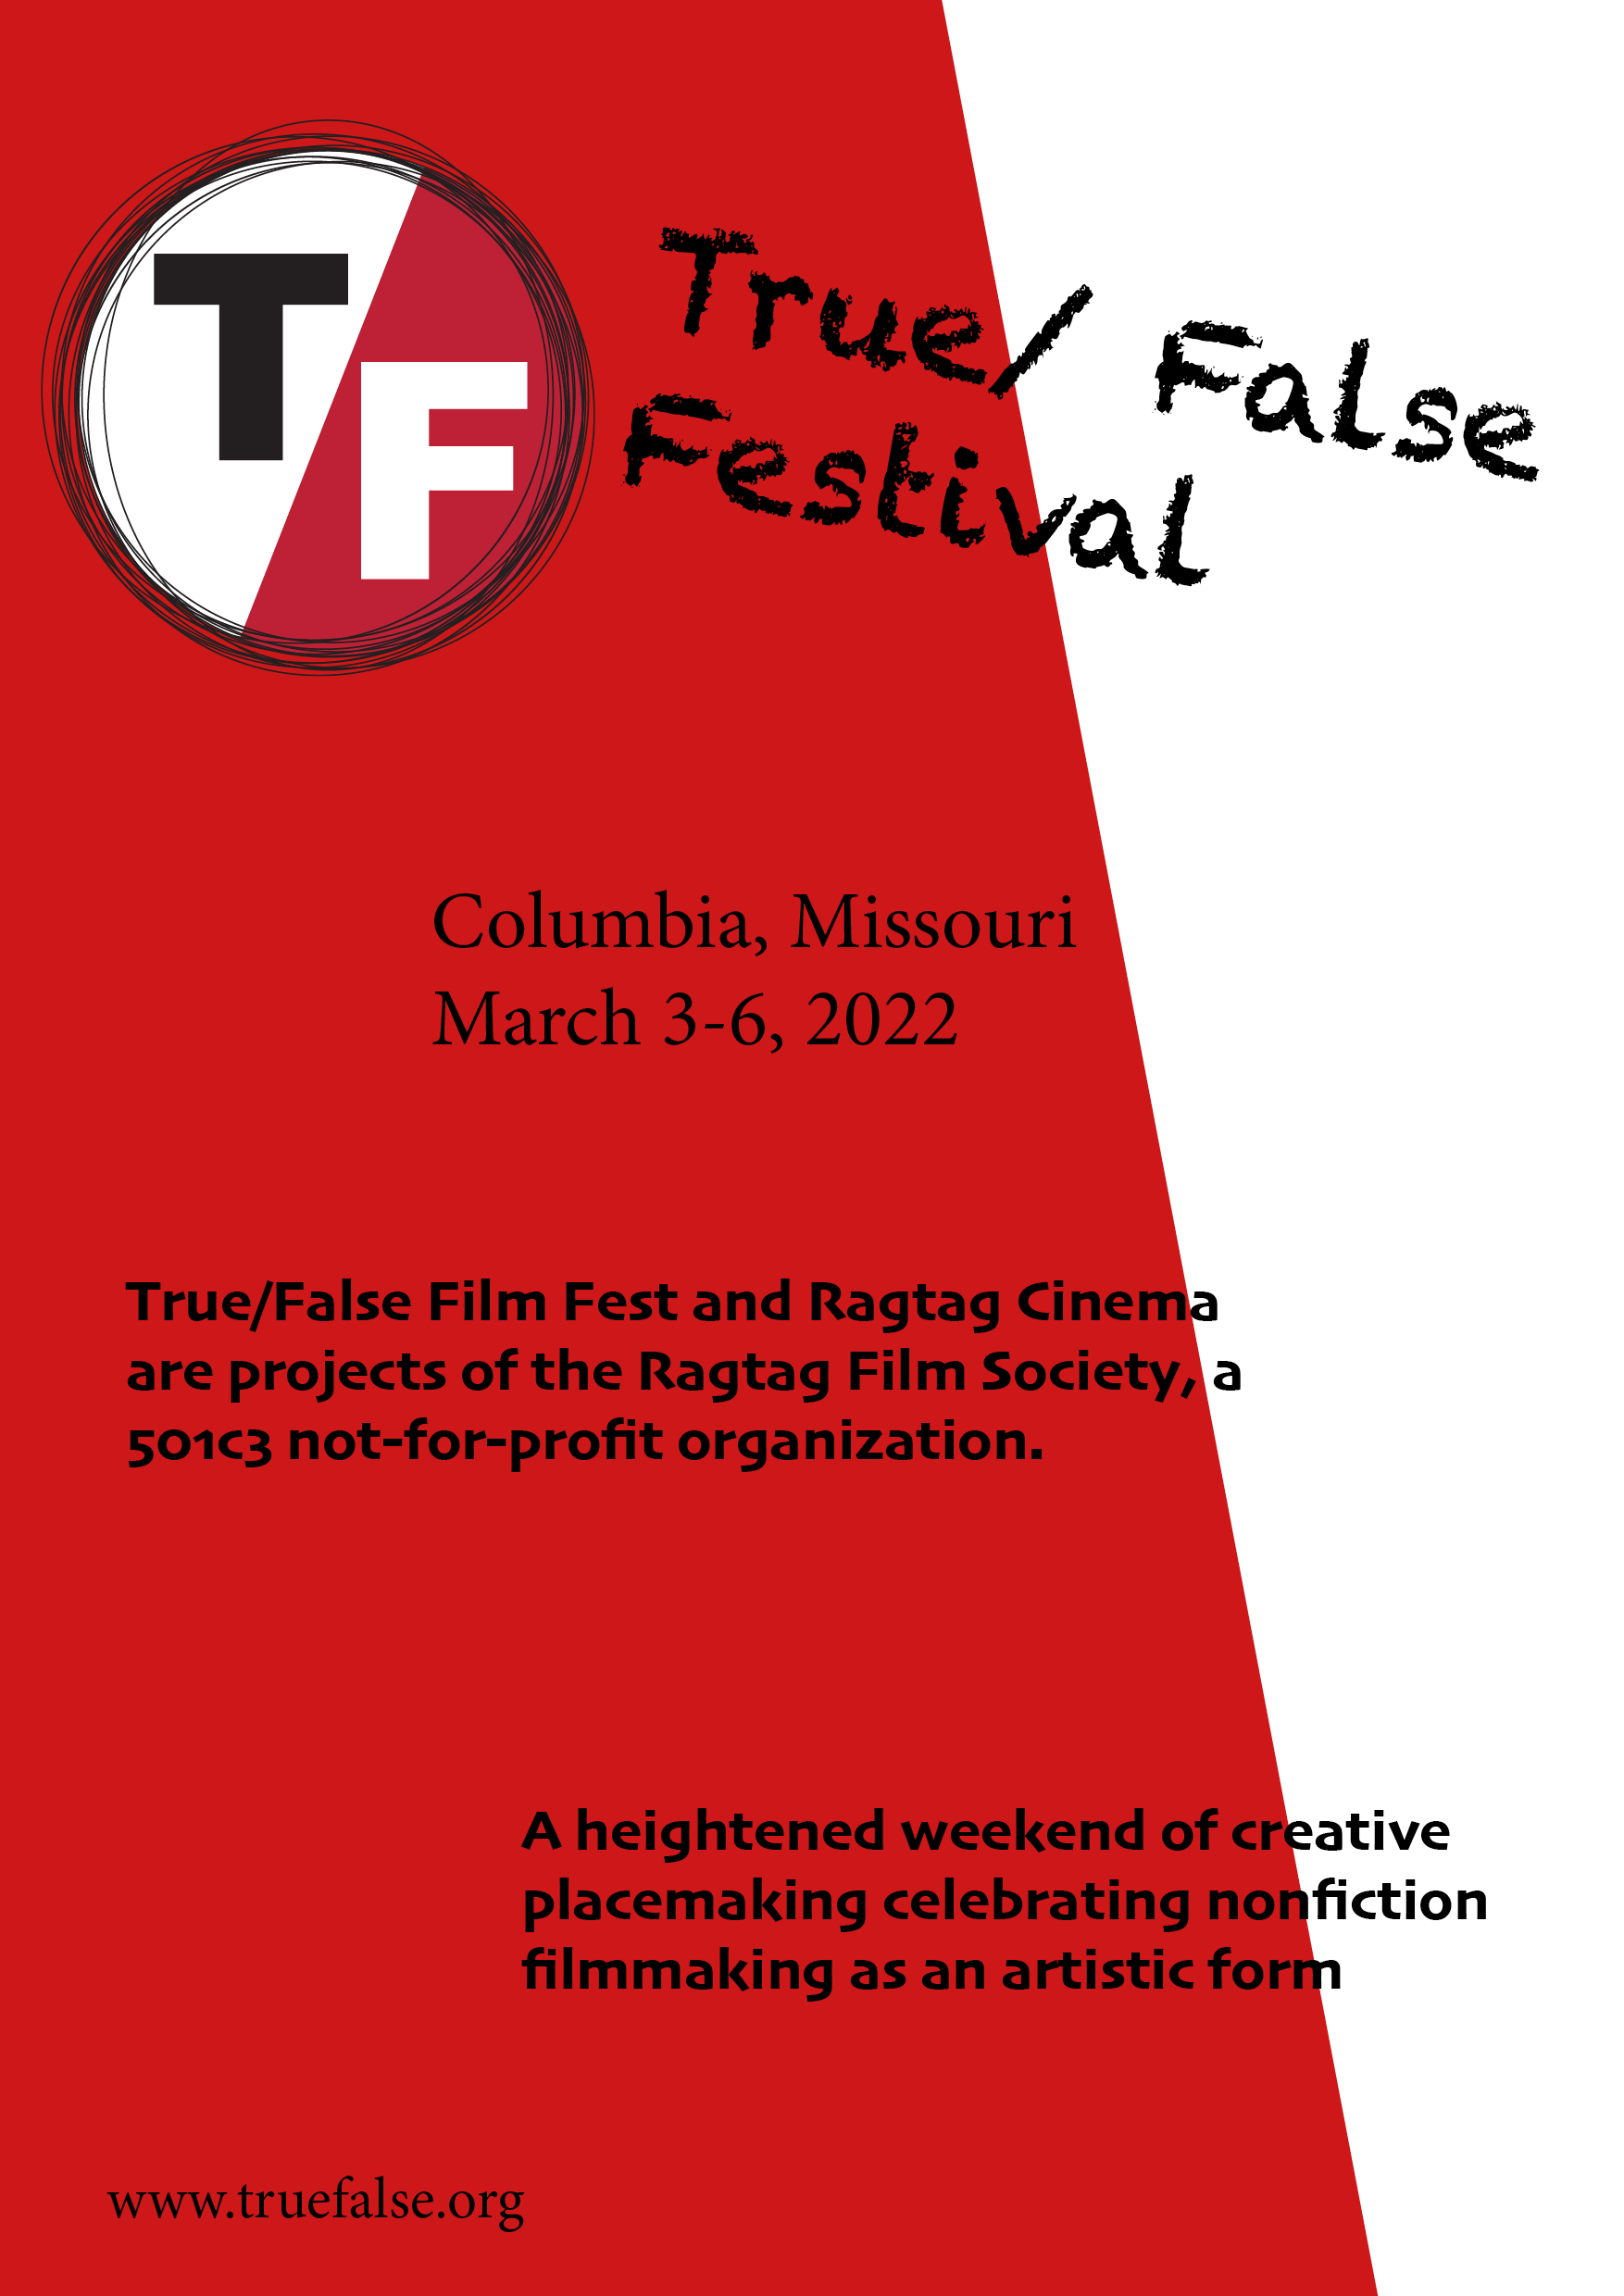 T
F
True/ False
Festival
Columbia, Missouri
March 3-6, 2022
True/False Film Fest and Ragtag Cinema
are projects of the Ragtag Film Society, a
501c3 not-for-profit organization.
A heightened weekend of creative
placemaking celebrating nonfiction
filmmaking as an artistic form
www.truefalse.org